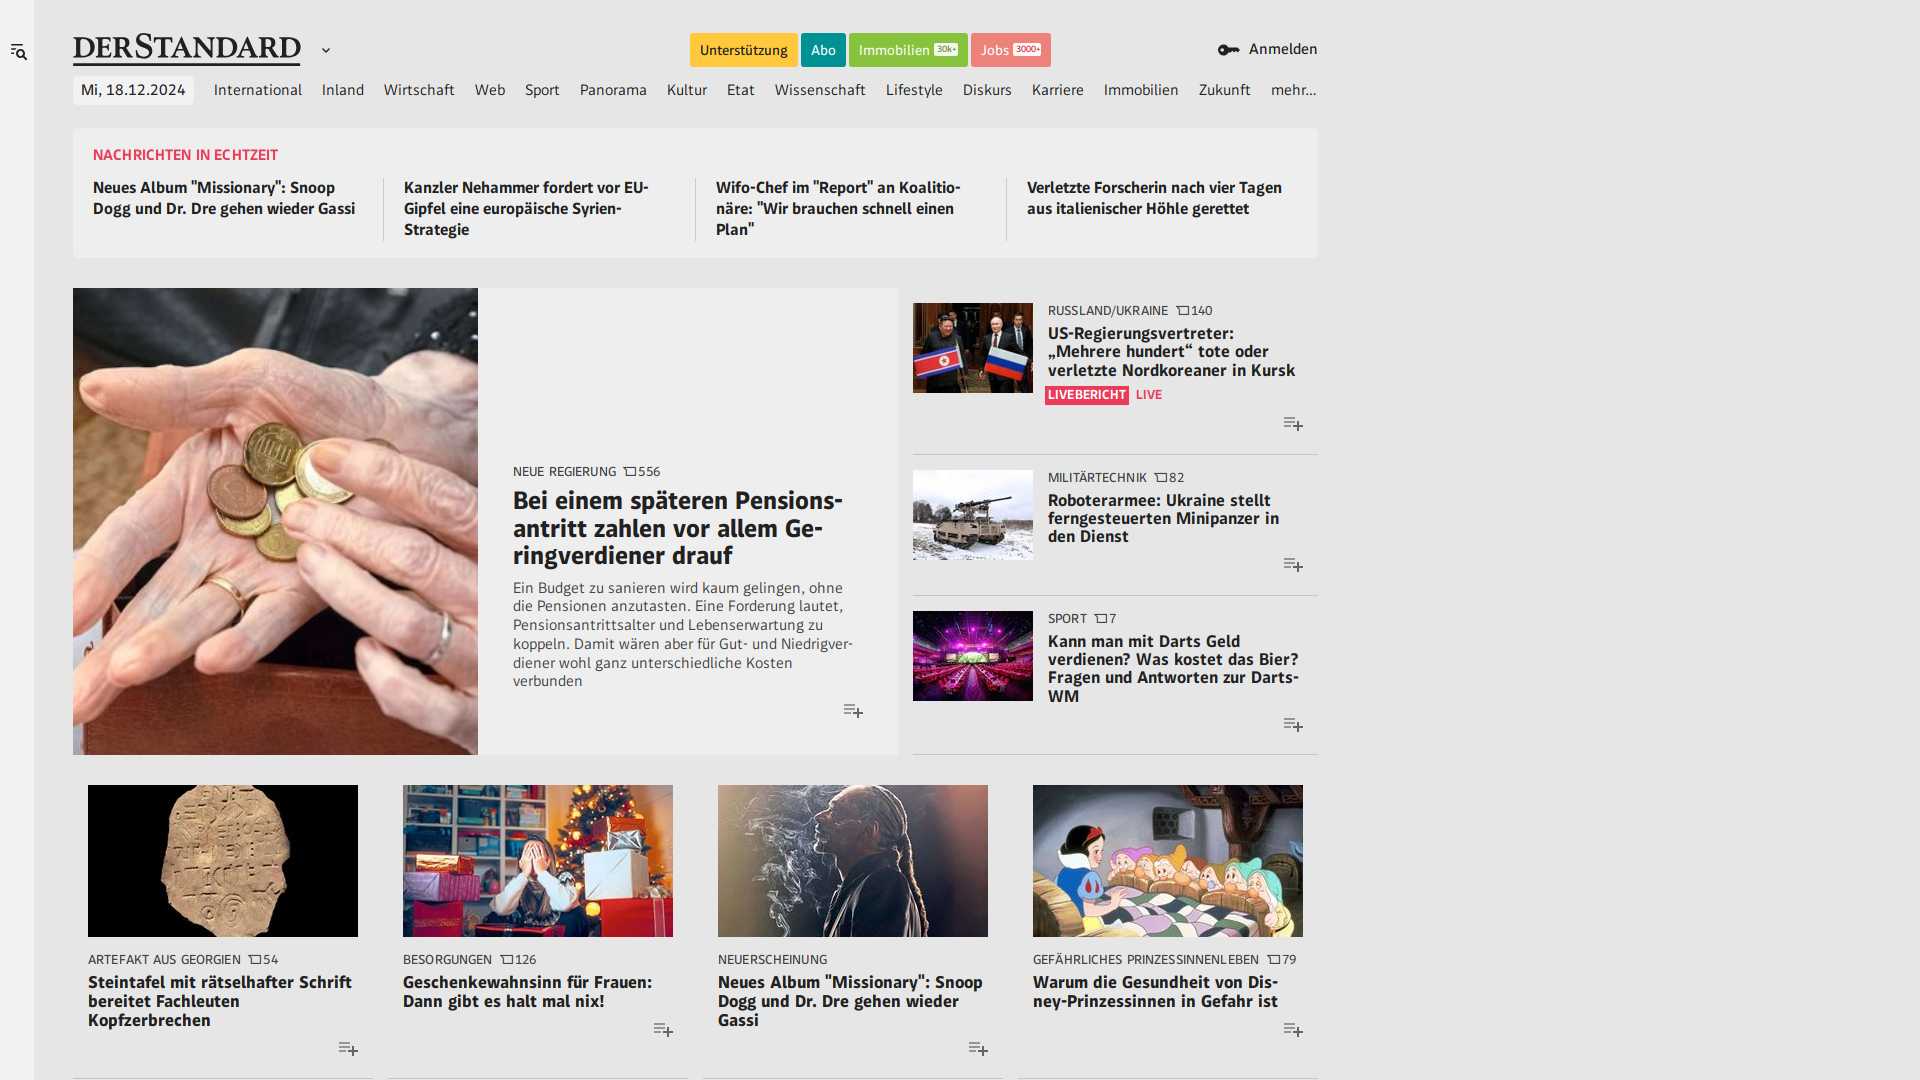 DERSTANDARD
Unterstützung
Abo
Immobilien 30k+
Jobs 3000+
Anmelden
Mi, 18.12.2024
International
Inland
Wirtschaft
Web
Sport
Panorama
Kultur
Etat
Wissenschaft
Lifestyle
Diskurs
Karriere
Immobilien
Zukunft
mehr...
NACHRICHTEN IN ECHTZEIT
Neues Album "Missionary": Snoop
Dogg und Dr. Dre gehen wieder Gassi
Kanzler Nehammer fordert vor EU-
Gipfel eine europäische Syrien-
Strategie
Wifo-Chef im "Report" an Koalitio-
näre: "Wir brauchen schnell einen
Plan"
Verletzte Forscherin nach vier Tagen
aus italienischer Höhle gerettet
NEUE REGIERUNG 556
Bei einem späteren Pensions-
antritt zahlen vor allem Ge-
ringverdiener drauf
Ein Budget zu sanieren wird kaum gelingen, ohne
die Pensionen anzutasten. Eine Forderung lautet,
Pensionsantrittsalter und Lebenserwartung zu
koppeln. Damit wären aber für Gut- und Niedrigver-
diener wohl ganz unterschiedliche Kosten
verbunden
RUSSLAND/UKRAINE 140
US-Regierungsvertreter:
„Mehrere hundert“ tote oder
verletzte Nordkoreaner in Kursk
LIVEBERICHT LIVE
MILITÄRTECHNIK 82
Roboterarmee: Ukraine stellt
ferngesteuerten Minipanzer in
den Dienst
SPORT 7
Kann man mit Darts Geld
verdienen? Was kostet das Bier?
Fragen und Antworten zur Darts-
WM
ARTEFAKT AUS GEORGIEN 54
Steintafel mit rätselhafter Schrift
bereitet Fachleuten
Kopfzerbrechen
BESORGUNGEN 126
Geschenkewahnsinn für Frauen:
Dann gibt es halt mal nix!
NEUERSCHEINUNG
Neues Album "Missionary": Snoop
Dogg und Dr. Dre gehen wieder
Gassi
GEFÄHRLICHES PRINZESSINNENLEBEN 79
Warum die Gesundheit von Dis-
ney-Prinzessinnen in Gefahr ist